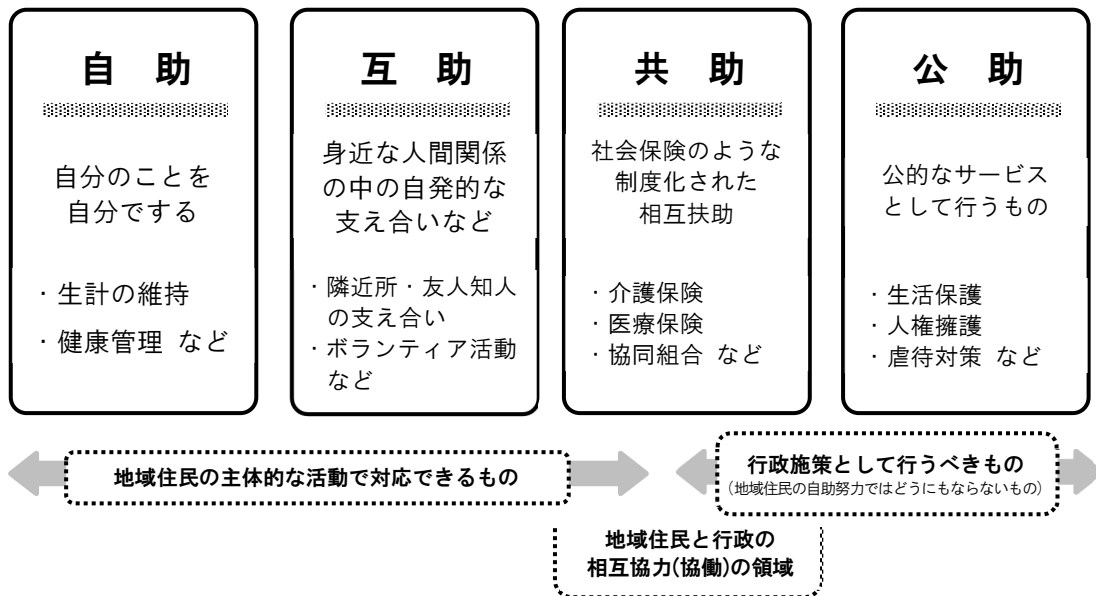 自 助
自分のことを
自分でする
・生計の維持
・健康管理 など
互 助
身近な人間関係
の中の自発的な
支え合いなど
・隣近所・友人知人
の支え合い
・ボランティア活動
など
共 助
社会保険のような
制度化された
相互扶助
・介護保険
・医療保険
・協同組合 など
公 助
公的なサービス
として行うもの
・生活保護
・人権擁護
・虐待対策 など
地域住民の主体的な活動で対応できるもの
行政施策として行うべきもの
(地域住民の自助努力ではどうにもならないもの)
地域住民と行政の
相互協力(協働)の領域